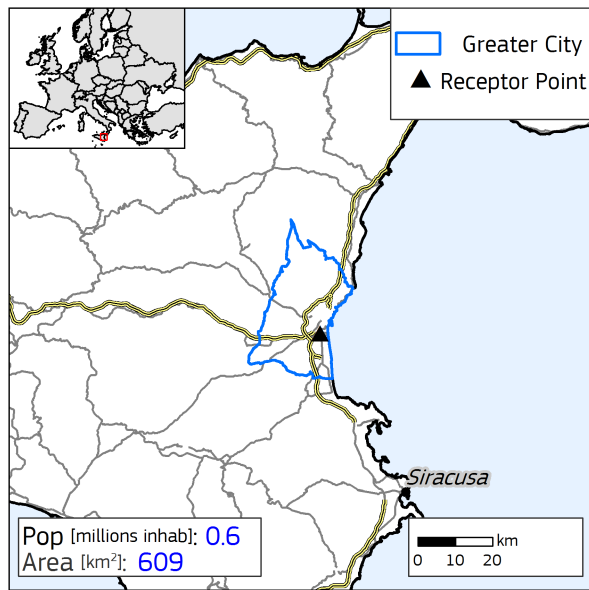 Greater City
Receptor Point
Siracusa
Pop [millions inhab]: 0.6
Area [km²]: 609
km
0 10 20